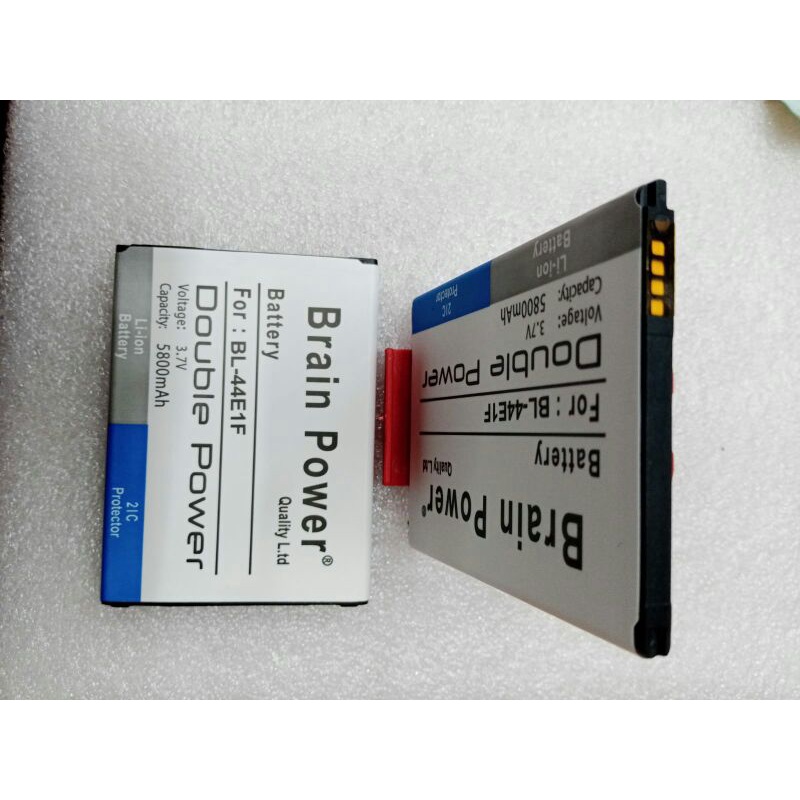 Brain Power®
Quality L.td
Battery
For : BL-44E1F
Double Power
Voltage: 3.7V
Capacity: 5800mAh
Li-Ion
Battery
2IC
Protector
Brain Power®
Quality L.td
Battery
For : BL-44E1F
Double Power
Voltage: 3.7V
Capacity: 5800mAh
Li-Ion
Battery
2IC
Protector